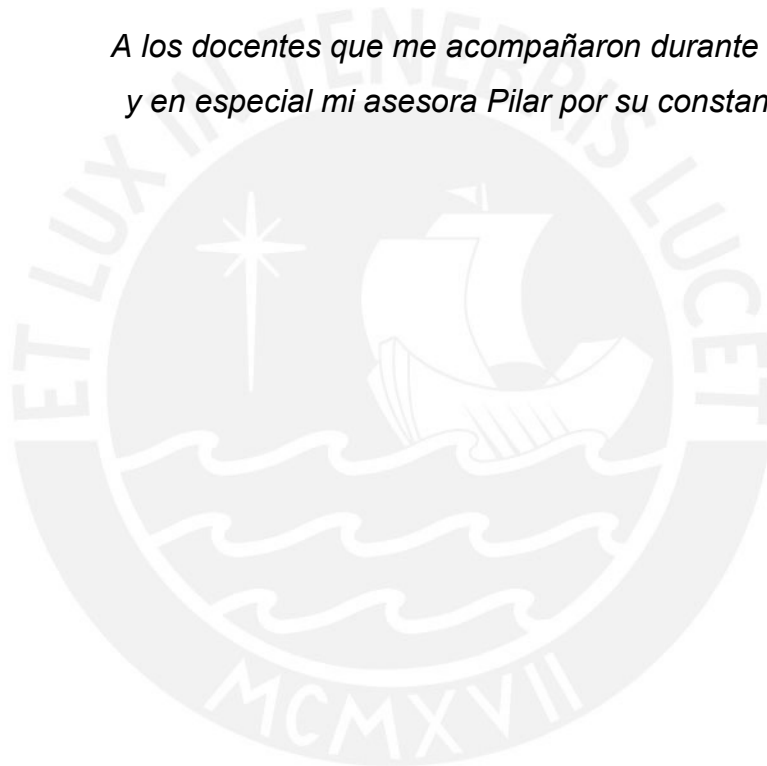 A los docentes que me acompañaron durante
y en especial mi asesora Pilar por su constan
ET LUX IN TENEBRIS LUCET
MCMXVII